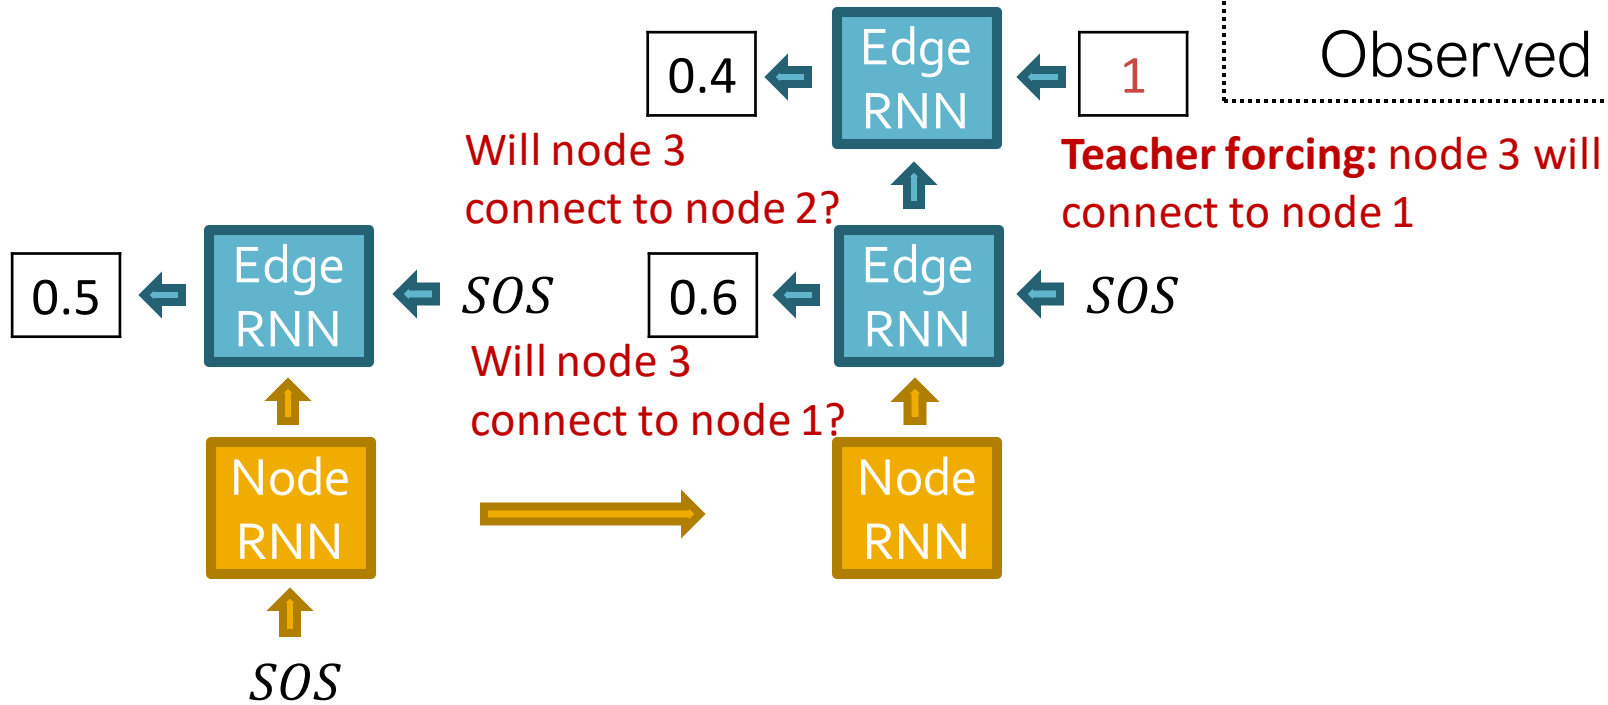 Edge
RNN
0.4
1
Observed
Will node 3
connect to node 2?
Teacher forcing: node 3 will
connect to node 1
0.5
Edge
RNN
SOS
0.6
Edge
RNN
SOS
Will node 3
connect to node 1?
Node
RNN
Node
RNN
SOS